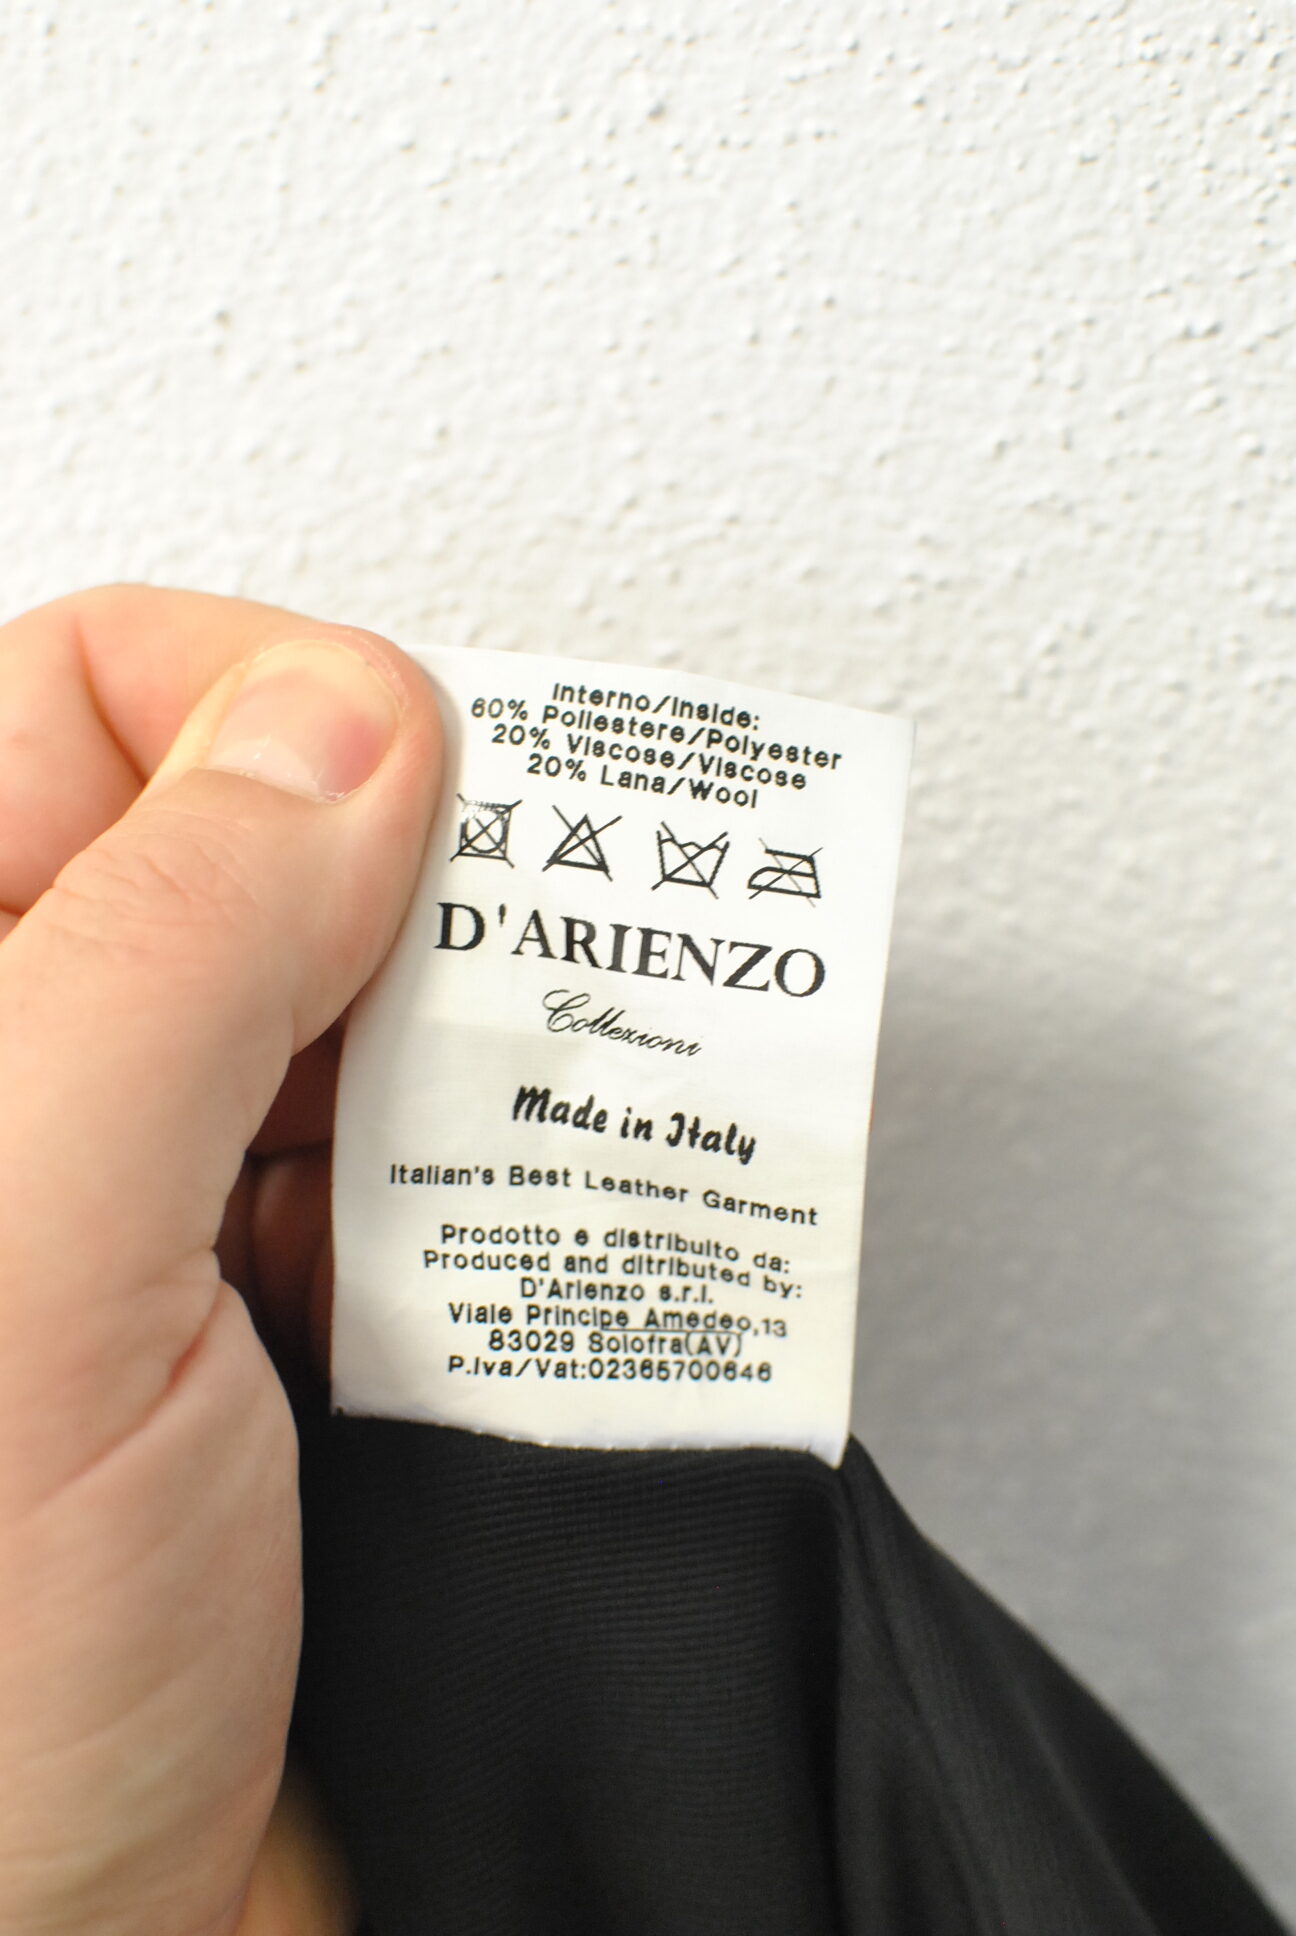 Interno/Inside:
60% Poliestere/Polyester
20% Viscose/Viscose
20% Lana/Wool
D'ARIENZO
Collezioni
Made in Italy
Italian's Best Leather Garment
Prodotto e distribuito da:
Produced and ditributed by:
D'Arienzo s.r.l.
Viale Principe Amedeo,13
83029 Solofra(AV)
P.Iva/Vat:02365700646